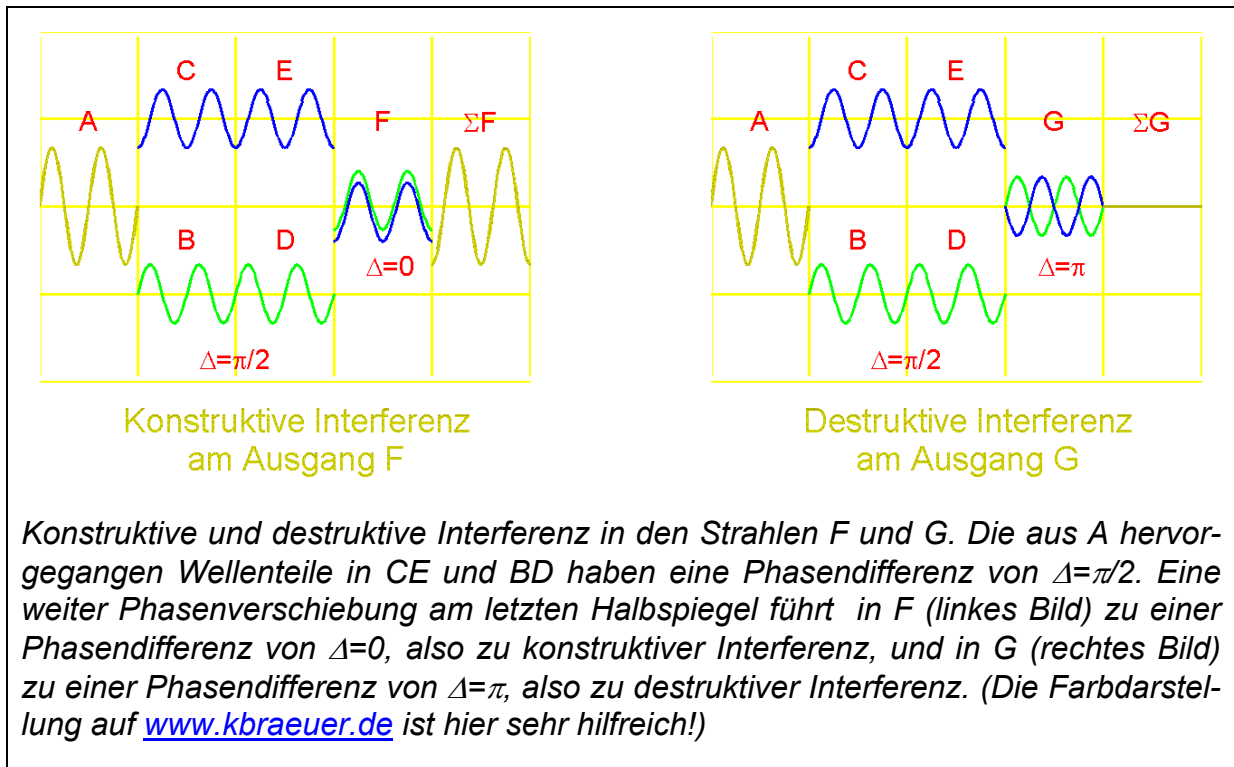 C E
A F ΣF
B D Δ=0
Δ=π/2
Konstruktive Interferenz
am Ausgang F
C E
A G ΣG
B D Δ=π
Δ=π/2
Destruktive Interferenz
am Ausgang G
Konstruktive und destruktive Interferenz in den Strahlen F und G. Die aus A hervor-
gegangen Wellenteile in CE und BD haben eine Phasendifferenz von Δ=π/2. Eine
weiter Phasenverschiebung am letzten Halbspiegel führt in F (linkes Bild) zu einer
Phasendifferenz von Δ=0, also zu konstruktiver Interferenz, und in G (rechtes Bild)
zu einer Phasendifferenz von Δ=π, also zu destruktiver Interferenz. (Die Farbdarstel-
lung auf www.kbraeuer.de ist hier sehr hilfreich!)